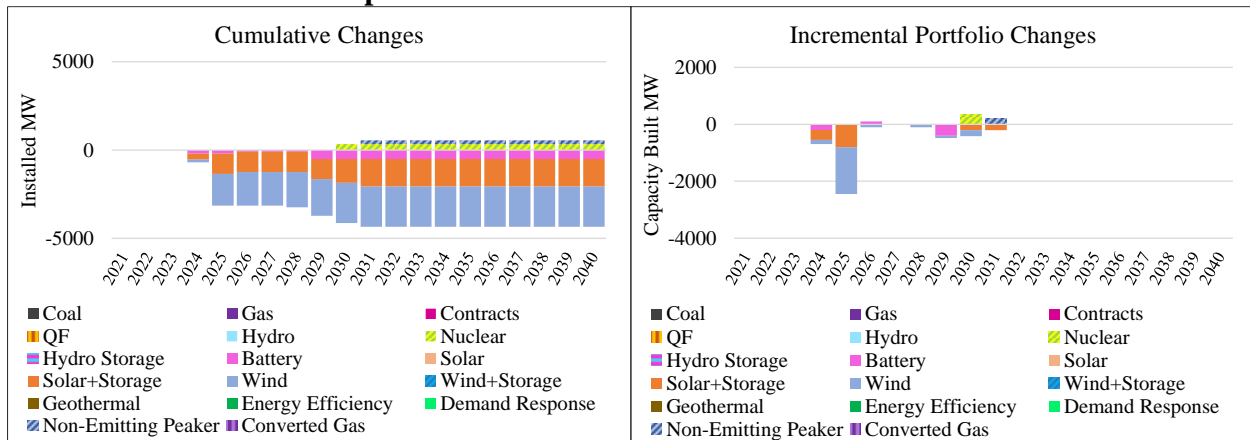 Cumulative Changes
5000
0
-5000
Installed MW
2021 2022 2023 2024 2025 2026 2027 2028 2029 2030 2031 2032 2033 2034 2035 2036 2037 2038 2039 2040
Coal Gas Contracts
QF Hydro Nuclear
Hydro Storage Battery Solar
Solar+Storage Wind Wind+Storage
Geothermal Energy Efficiency Demand Response
Non-Emitting Peaker Converted Gas
Incremental Portfolio Changes
2000
0
-2000
-4000
Capacity Built MW
2021 2022 2023 2024 2025 2026 2027 2028 2029 2030 2031 2032 2033 2034 2035 2036 2037 2038 2039 2040
Coal Gas Contracts
QF Hydro Nuclear
Hydro Storage Battery Solar
Solar+Storage Wind Wind+Storage
Geothermal Energy Efficiency Demand Response
Non-Emitting Peaker Converted Gas